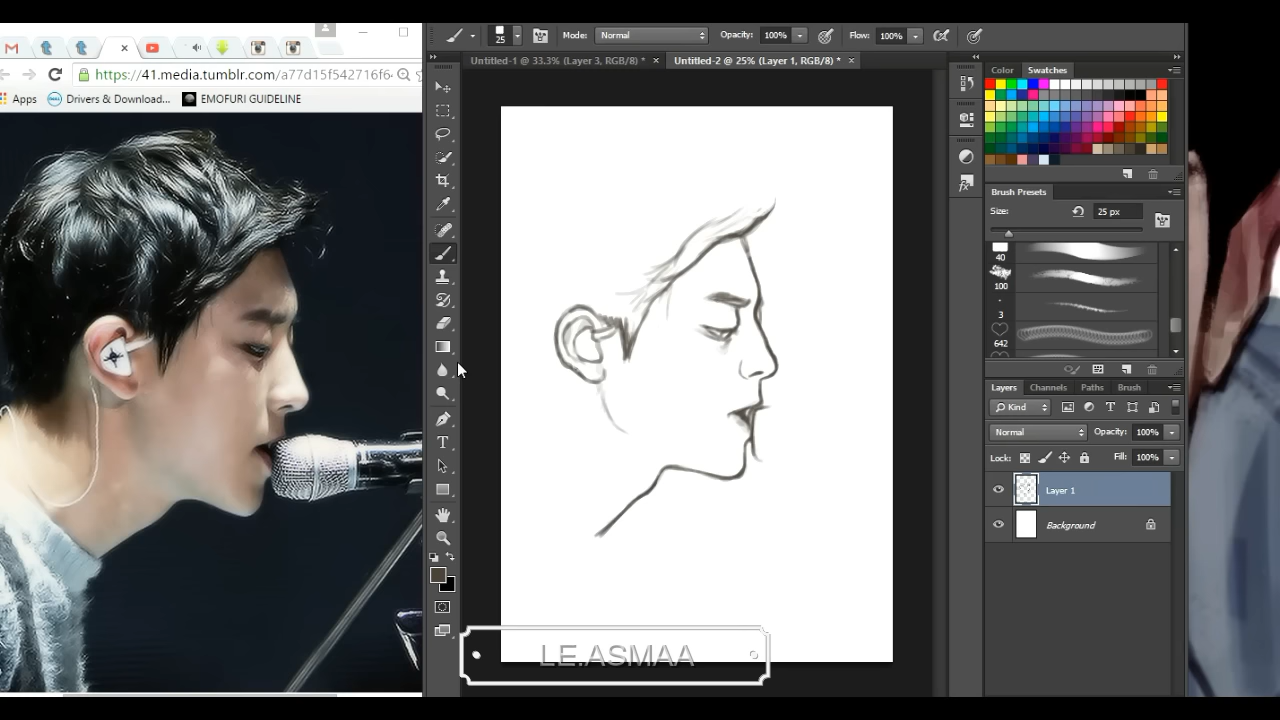 25
Mode:
Normal
Opacity:
100%
Flow:
100%
Untitled-1 @ 33.3% (Layer 3, RGB/8) *
Untitled-2 @ 25% (Layer 1, RGB/8) *
https://41.media.tumblr.com/a77d15f542716f6
Apps
Drivers & Download...
EMOFURI GUIDELINE
Color
Swatches
Brush Presets
Size:
25 px
40
100
3
642
Layers
Channels
Paths
Brush
Kind
Normal
Opacity:
100%
Lock:
Fill:
100%
Layer 1
Background
LE.ASMAA